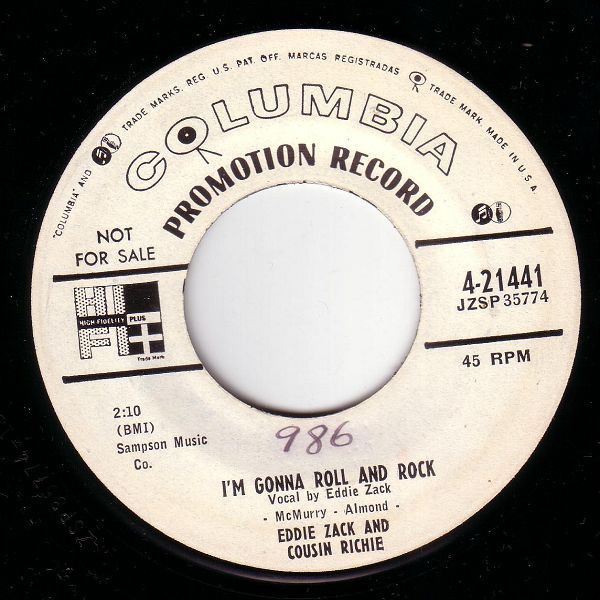 "COLUMBIA" AND TRADE MARKS, REG. U.S. PAT. OFF. MARCAS REGISTRADAS TRADE MARK. MADE IN U.S.A.
COLUMBIA
PROMOTION RECORD
NOT
FOR SALE
4-21441
JZSP 35774
HI
HIGH FIDELITY PLUS
FI
Trade Mark
45 RPM
2:10
(BMI)
Sampson Music
Co.
986
I'M GONNA ROLL AND ROCK
Vocal by Eddie Zack
- McMurry - Almond -
EDDIE ZACK AND
COUSIN RICHIE